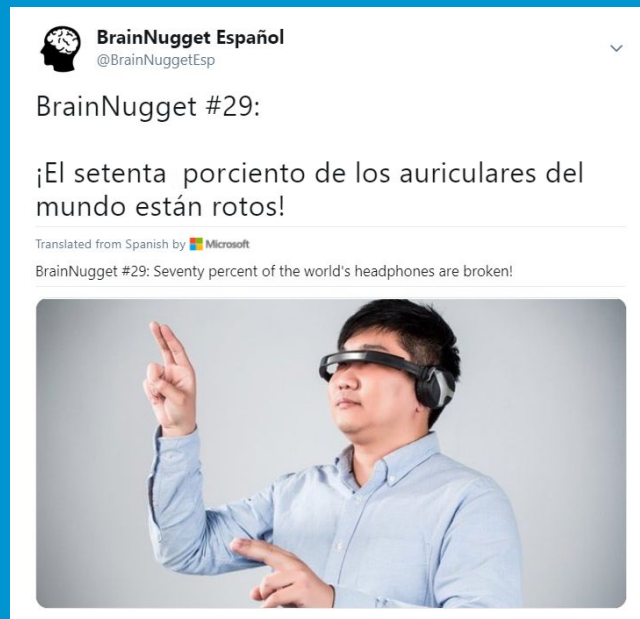 BrainNugget Español
@BrainNuggetEsp
BrainNugget #29:
¡El setenta  porciento de los auriculares del
mundo están rotos!
Translated from Spanish by Microsoft
BrainNugget #29: Seventy percent of the world's headphones are broken!